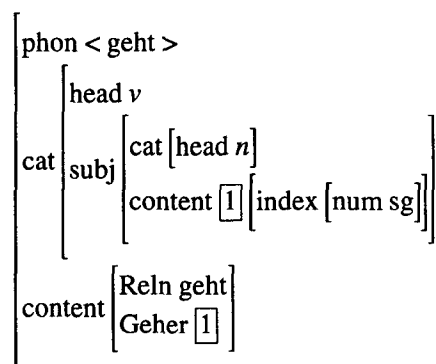 phon < geht >
head v
cat subj cat [head n]
content 1 [index [num sg]]
content Reln geht
Geher 1